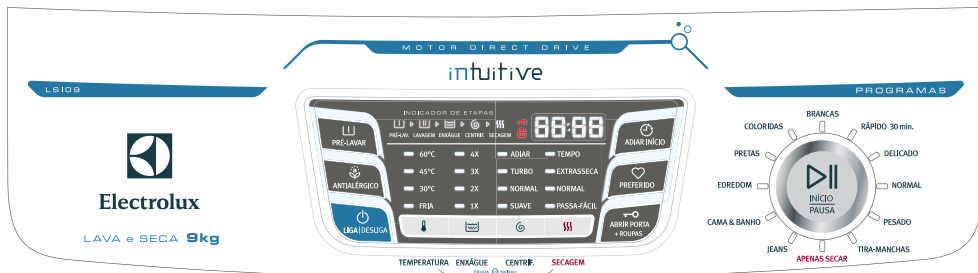 MOTOR DIRECT DRIVE
intuitive
LSI09
PROGRAMAS
Electrolux
LAVA e SECA 9kg
INDICADOR DE ETAPAS
PRÉ-LAV. LAVAGEM ENXÁGUE CENTRIF. SECAGEM
88:88
PRÉ-LAVAR
ANTIALÉRGICO
LIGA|DESLIGA
60°C 4X ADIAR TEMPO
45°C 3X TURBO EXTRASSECA
30°C 2X NORMAL NORMAL
FRIA 1X SUAVE PASSA-FÁCIL
ADIAR INÍCIO
PREFERIDO
ABRIR PORTA
+ ROUPAS
TEMPERATURA ENXÁGUE CENTRÍF. SECAGEM
BRANCAS
COLORIDAS
RÁPIDO 30 min.
PRETAS
DELICADO
EDREDOM
NORMAL
CAMA & BANHO
PESADO
JEANS
TIRA-MANCHAS
APENAS SECAR
INÍCIO
PAUSA